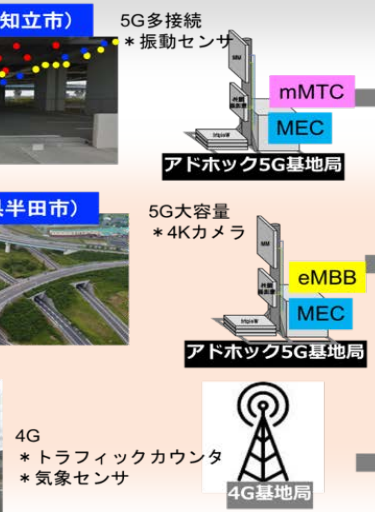 知立市）
5G多接続
＊振動センサ
MM
mMTC
MEC
アドホック5G基地局
県半田市）
5G大容量
＊4Kカメラ
MM
eMBB
MEC
アドホック5G基地局
4G
＊トラフィックカウンタ
＊気象センサ
4G基地局